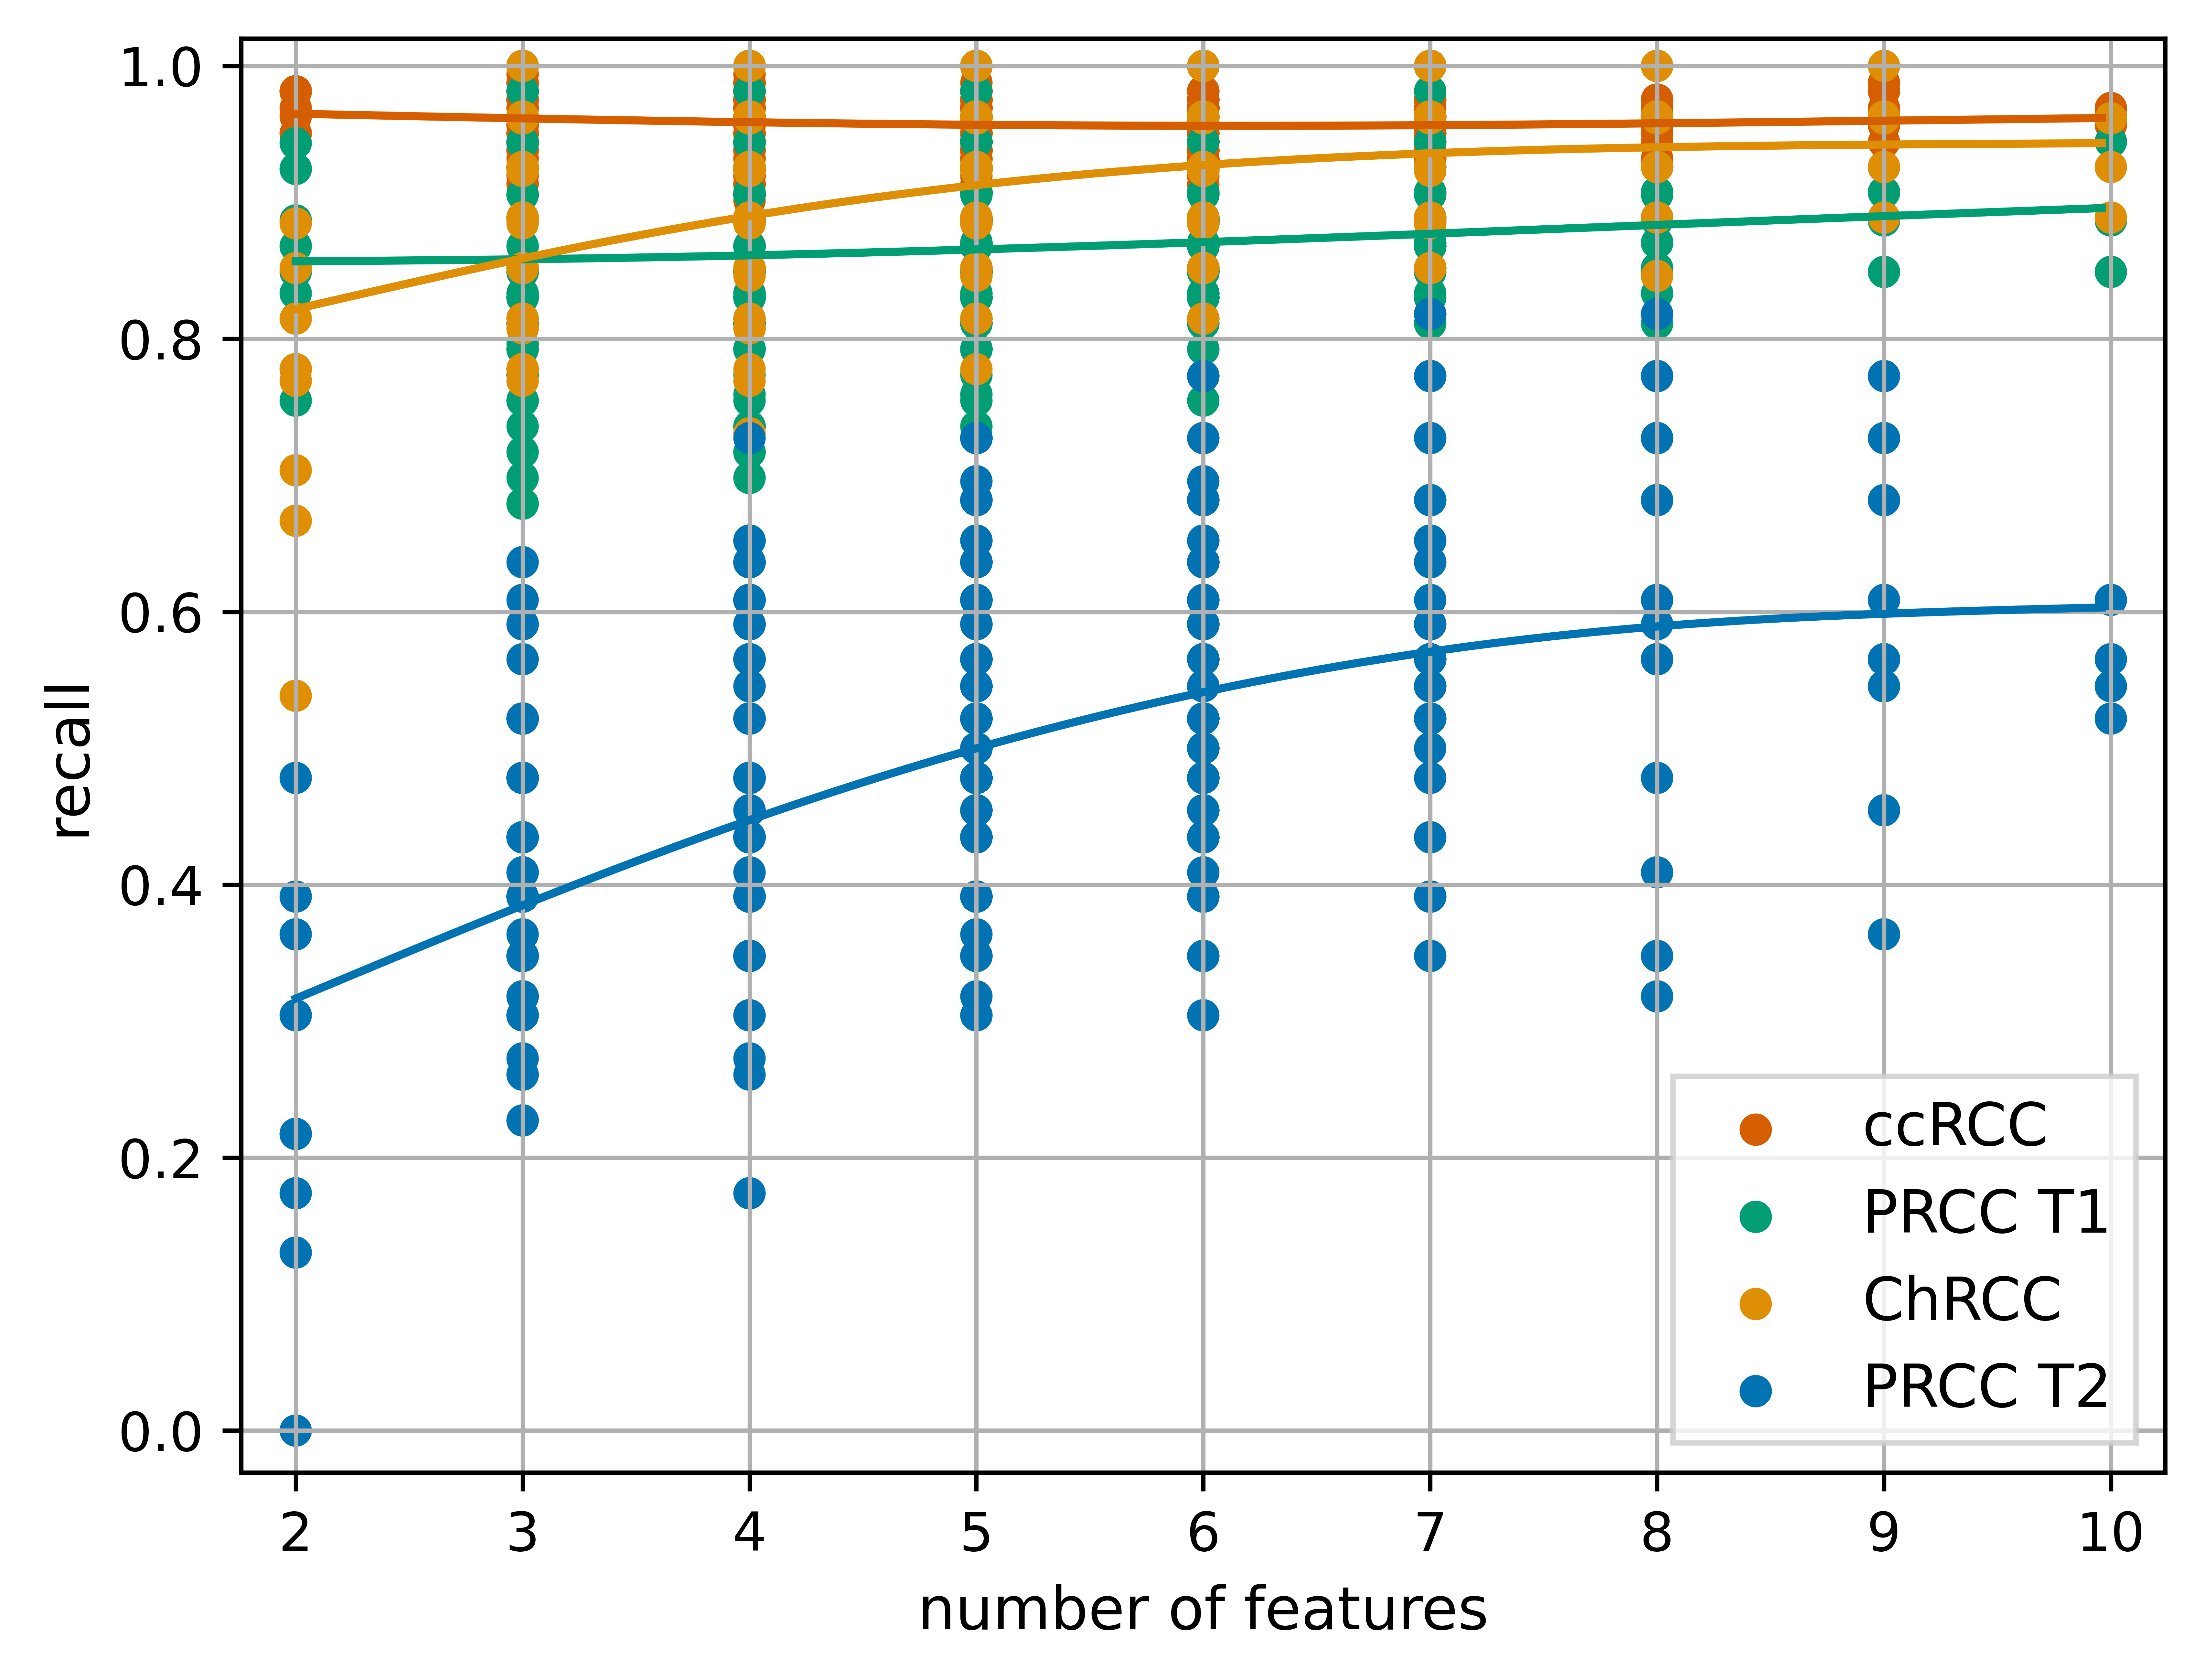 1.0
0.8
0.6
0.4
0.2
0.0
recall
2 3 4 5 6 7 8 9 10
number of features
ccRCC
PRCC T1
ChRCC
PRCC T2